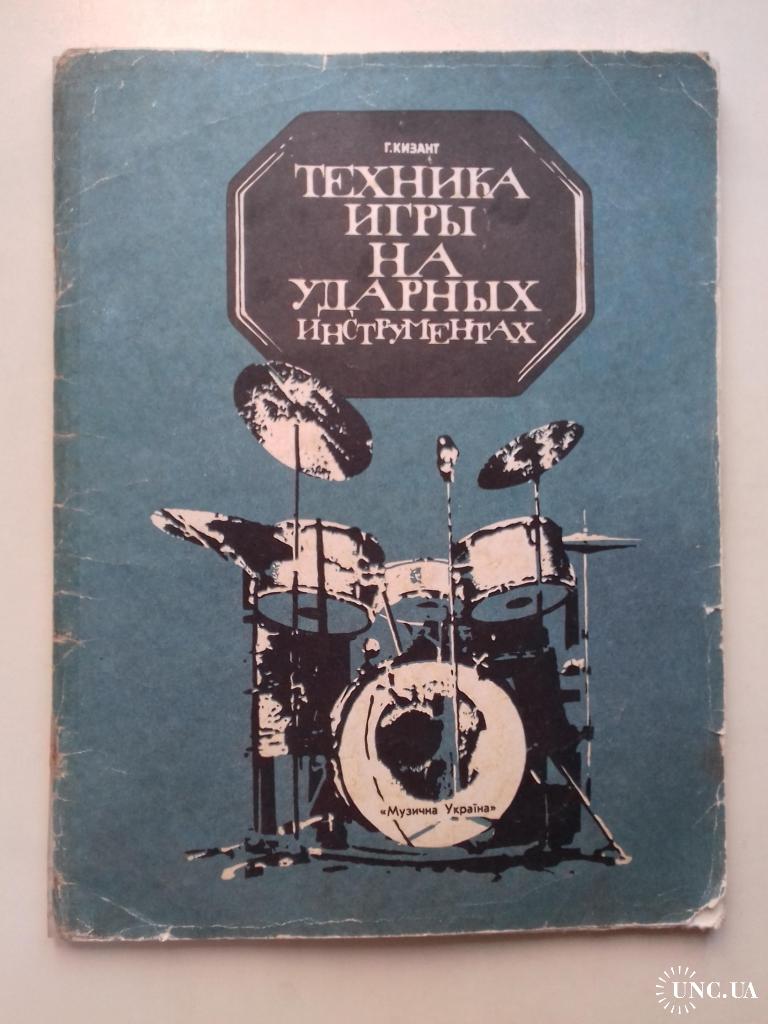 Г.КИЗАНТ
ТЕХНИКА
ИГРЫ
НА
УДАРНЫХ
ИНСТРУМЕНТАХ
«Музична Україна»
UNC.UA